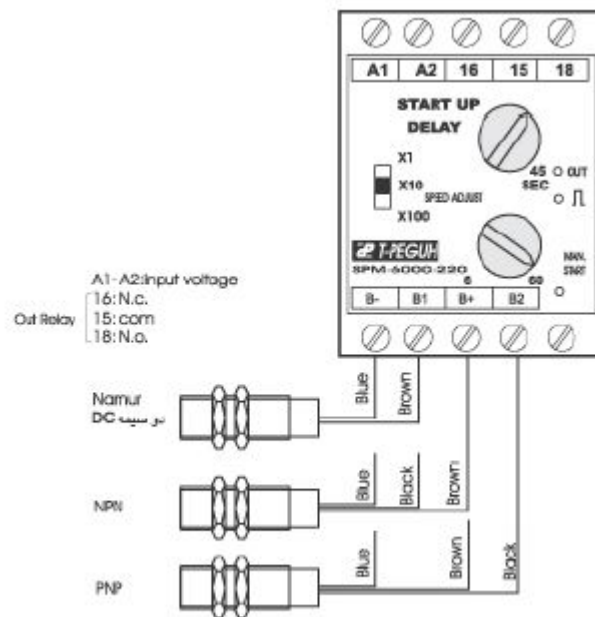 A1 A2 16 15 18
START UP
DELAY
X1
X10
X100
SPEED ADJUST
45
SEC
OUT
T-PEGUH
SPM-6000-220
6
60
MAN.
START
B- B1 B+ B2
A1-A2:input voltage
Out Relay
16:N.c.
15:com
18:N.o.
Namur
DC دو سیمه
Blue
Brown
NPN
Blue
Black
Brown
PNP
Blue
Brown
Black